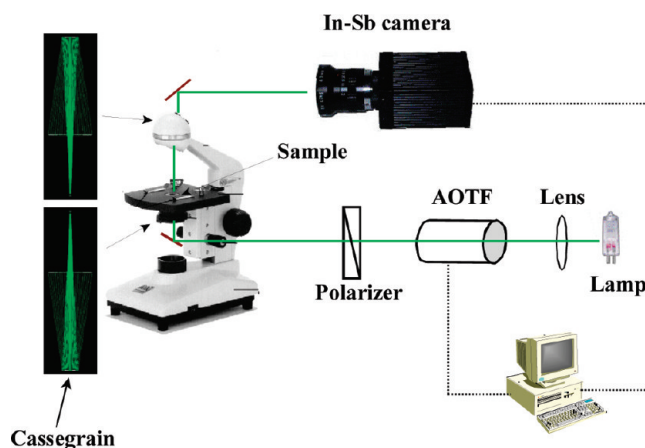 In-Sb camera
Sample
AOTF
Lens
Polarizer
Lamp
Cassegrain